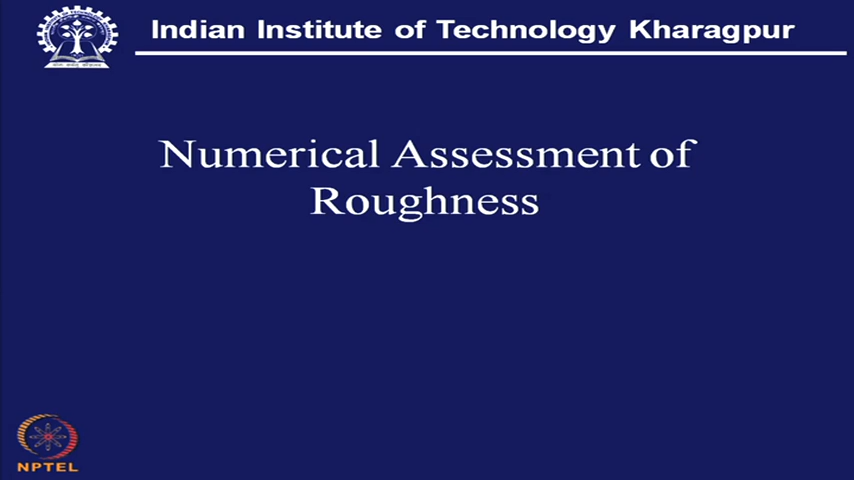 Indian Institute of Technology Kharagpur
Numerical Assessment of
Roughness
NPTEL